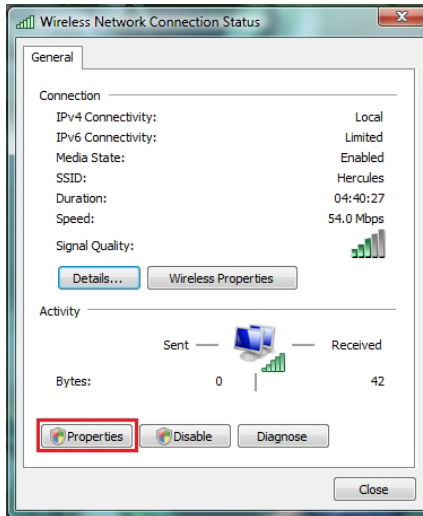 Wireless Network Connection Status
General
Connection
IPv4 Connectivity: Local
IPv6 Connectivity: Limited
Media State: Enabled
SSID: Hercules
Duration: 04:40:27
Speed: 54.0 Mbps
Signal Quality:
Details... Wireless Properties
Activity
Sent — — Received
Bytes: 0 42
Properties Disable Diagnose
Close